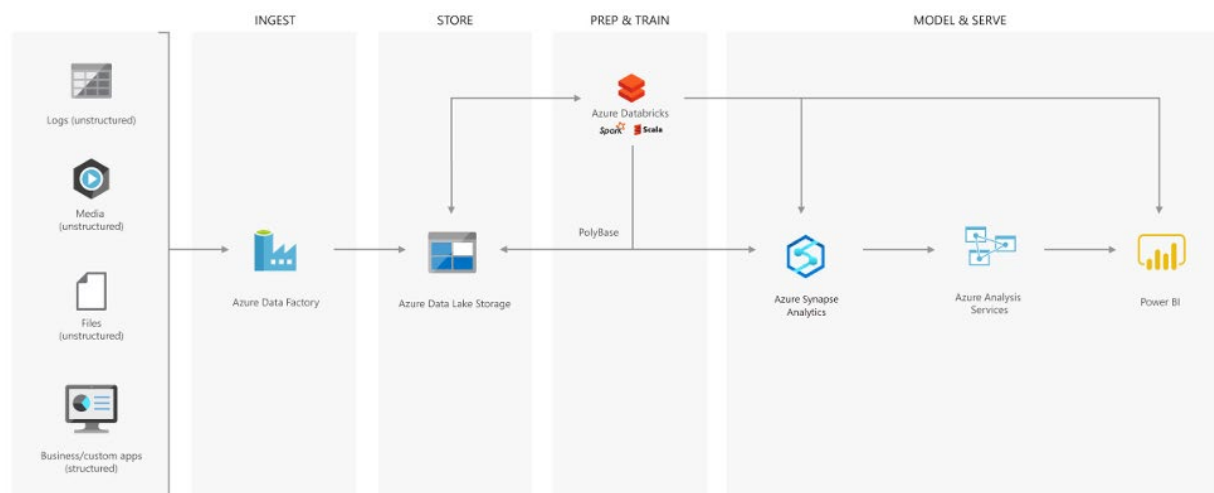 INGEST
STORE
PREP & TRAIN
MODEL & SERVE
Logs (unstructured)
Media
(unstructured)
Files
(unstructured)
Business/custom apps
(structured)
Azure Data Factory
Azure Data Lake Storage
Azure Databricks
Spark
Scala
PolyBase
Azure Synapse
Analytics
Azure Analysis
Services
Power BI